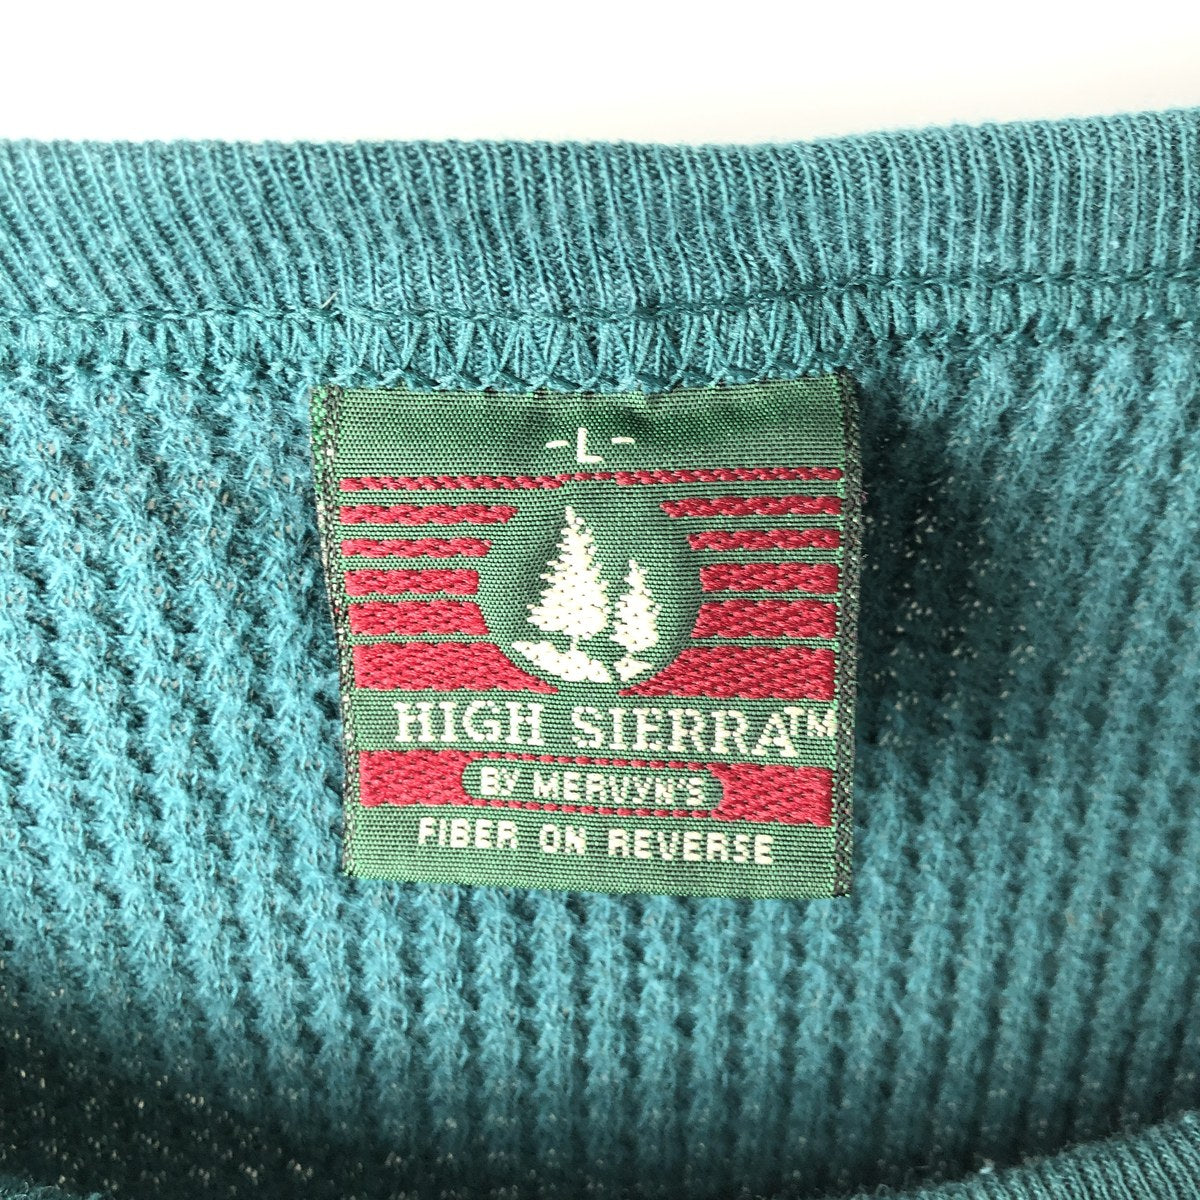 -L-
HIGH SIERRA™
BY MERVYN'S
FIBER ON REVERSE